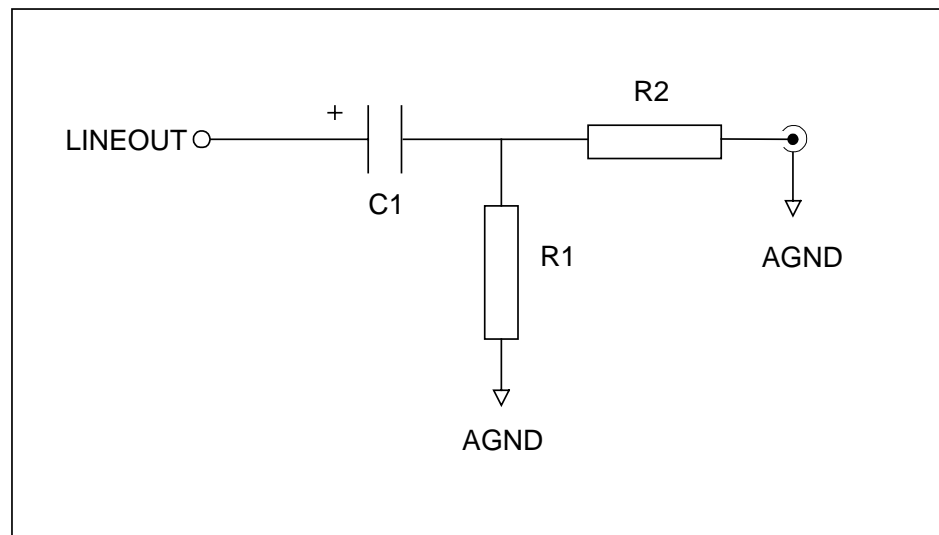 R2
+
LINEOUT
C1
R1
AGND
AGND